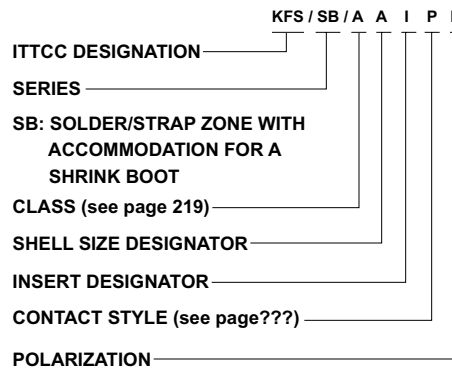 KFS / SB / A A I P
ITTCC DESIGNATION
SERIES
SB: SOLDER/STRAP ZONE WITH
ACCOMMODATION FOR A
SHRINK BOOT
CLASS (see page 219)
SHELL SIZE DESIGNATOR
INSERT DESIGNATOR
CONTACT STYLE (see page???)
POLARIZATION